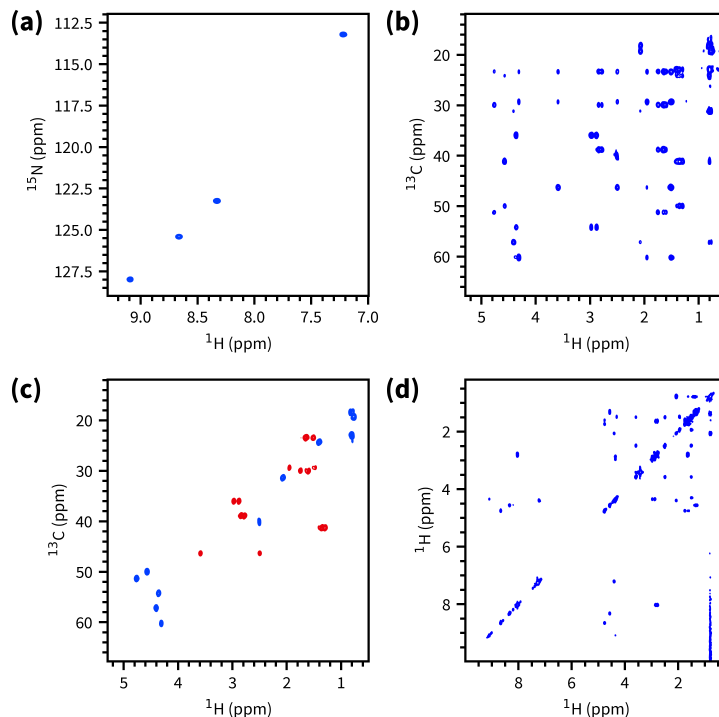 (a)
112.5
115.0
117.5
120.0
122.5
125.0
127.5
¹⁵N (ppm)
9.0 8.5 8.0 7.5 7.0
¹H (ppm)
(b)
20
30
40
50
60
¹³C (ppm)
5 4 3 2 1
¹H (ppm)
(c)
20
30
40
50
60
¹³C (ppm)
5 4 3 2 1
¹H (ppm)
(d)
2
4
6
8
¹H (ppm)
8 6 4 2
¹H (ppm)